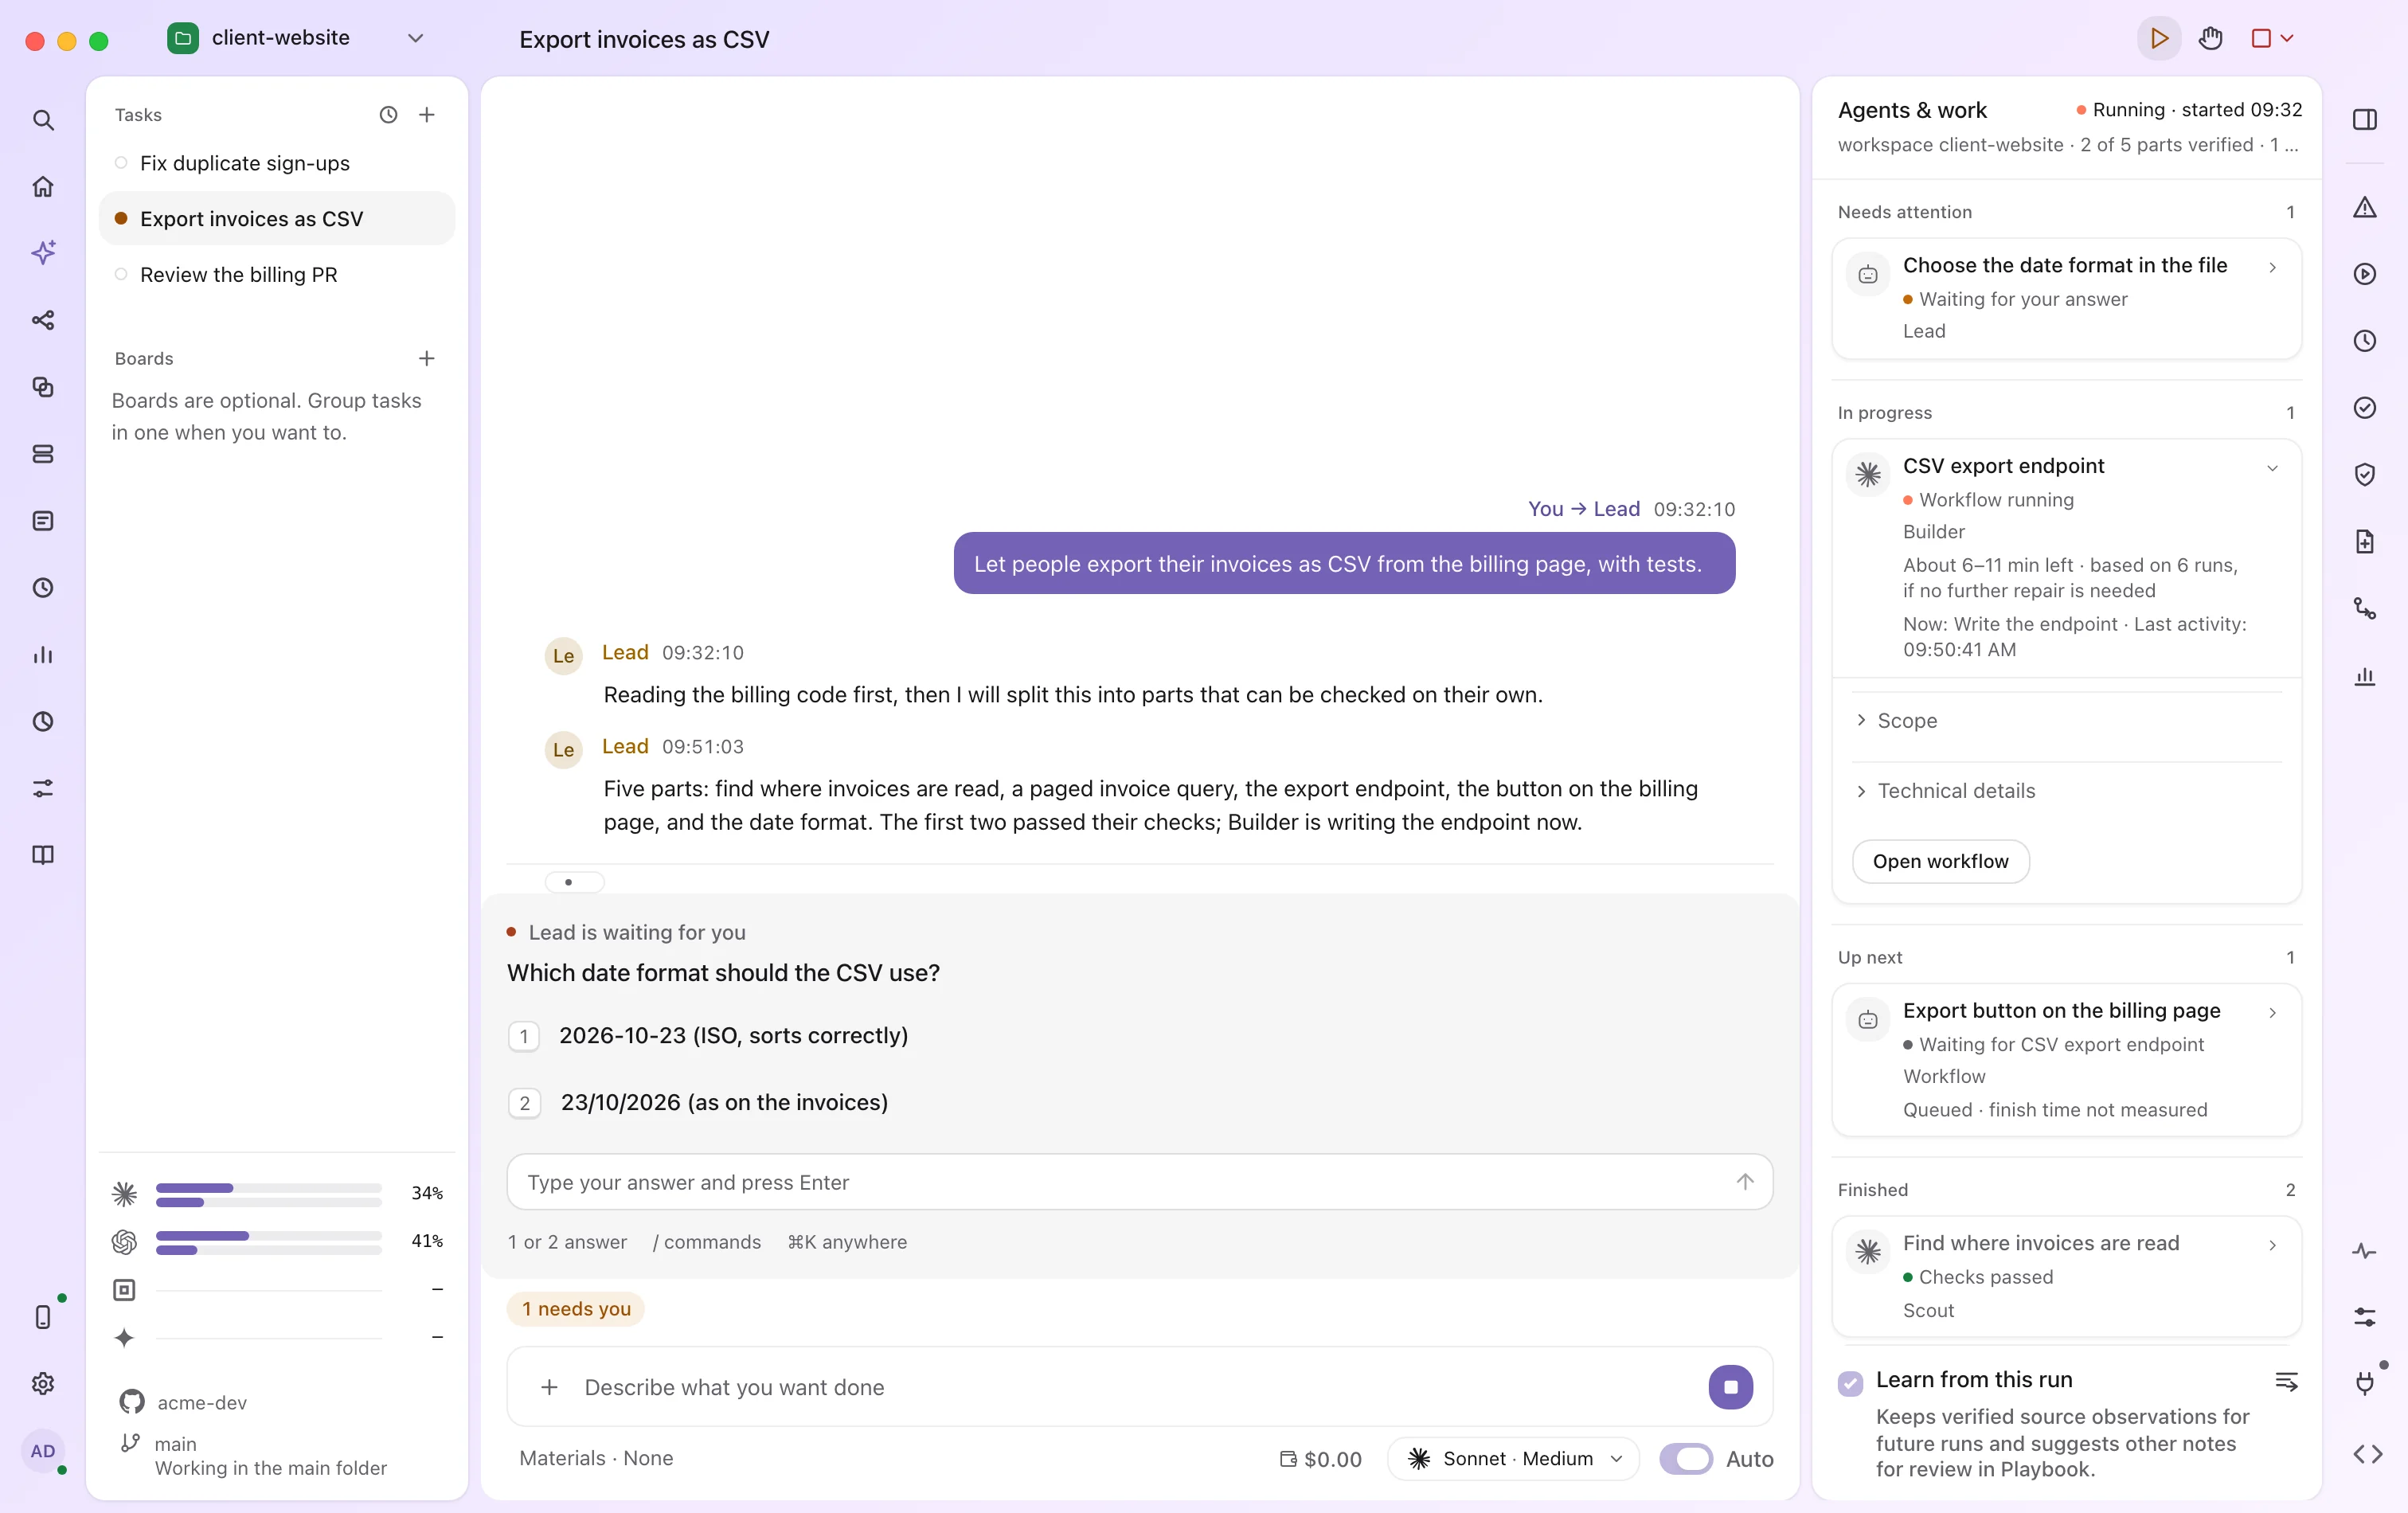 client-website
Export invoices as CSV
Tasks
Fix duplicate sign-ups
Export invoices as CSV
Review the billing PR
Boards
Boards are optional. Group tasks
in one when you want to.
34%
41%
–
–
acme-dev
main
Working in the main folder
AD
You → Lead 09:32:10
Let people export their invoices as CSV from the billing page, with tests.
Le
Lead 09:32:10
Reading the billing code first, then I will split this into parts that can be checked on their own.
Le
Lead 09:51:03
Five parts: find where invoices are read, a paged invoice query, the export endpoint, the button on the billing
page, and the date format. The first two passed their checks; Builder is writing the endpoint now.
Lead is waiting for you
Which date format should the CSV use?
1 2026-10-23 (ISO, sorts correctly)
2 23/10/2026 (as on the invoices)
Type your answer and press Enter
1 or 2 answer / commands ⌘K anywhere
1 needs you
Describe what you want done
Materials · None
$0.00
Sonnet · Medium
Auto
Agents & work
Running · started 09:32
workspace client-website · 2 of 5 parts verified · 1 ...
Needs attention 1
Choose the date format in the file
Waiting for your answer
Lead
In progress 1
CSV export endpoint
Workflow running
Builder
About 6–11 min left · based on 6 runs,
if no further repair is needed
Now: Write the endpoint · Last activity:
09:50:41 AM
Scope
Technical details
Open workflow
Up next 1
Export button on the billing page
Waiting for CSV export endpoint
Workflow
Queued · finish time not measured
Finished 2
Find where invoices are read
Checks passed
Scout
Learn from this run
Keeps verified source observations for
future runs and suggests other notes
for review in Playbook.